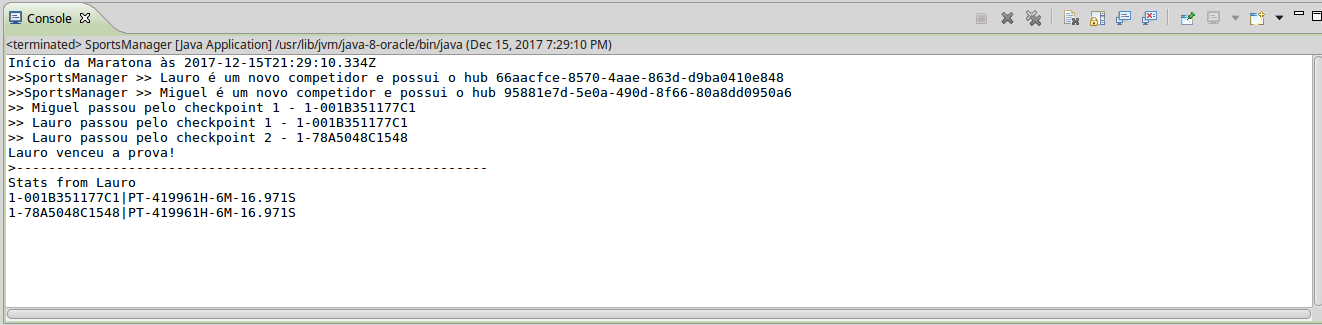 Console
<terminated> SportsManager [Java Application] /usr/lib/jvm/java-8-oracle/bin/java (Dec 15, 2017 7:29:10 PM)
Início da Maratona às 2017-12-15T21:29:10.334Z
>>SportsManager >> Lauro é um novo competidor e possui o hub 66aacfce-8570-4aae-863d-d9ba0410e848
>>SportsManager >> Miguel é um novo competidor e possui o hub 95881e7d-5e0a-490d-8f66-80a8dd0950a6
>> Miguel passou pelo checkpoint 1 - 1-001B351177C1
>> Lauro passou pelo checkpoint 1 - 1-001B351177C1
>> Lauro passou pelo checkpoint 2 - 1-78A5048C1548
Lauro venceu a prova!
>------------------------------------------------------------
Stats from Lauro
1-001B351177C1|PT-419961H-6M-16.971S
1-78A5048C1548|PT-419961H-6M-16.971S